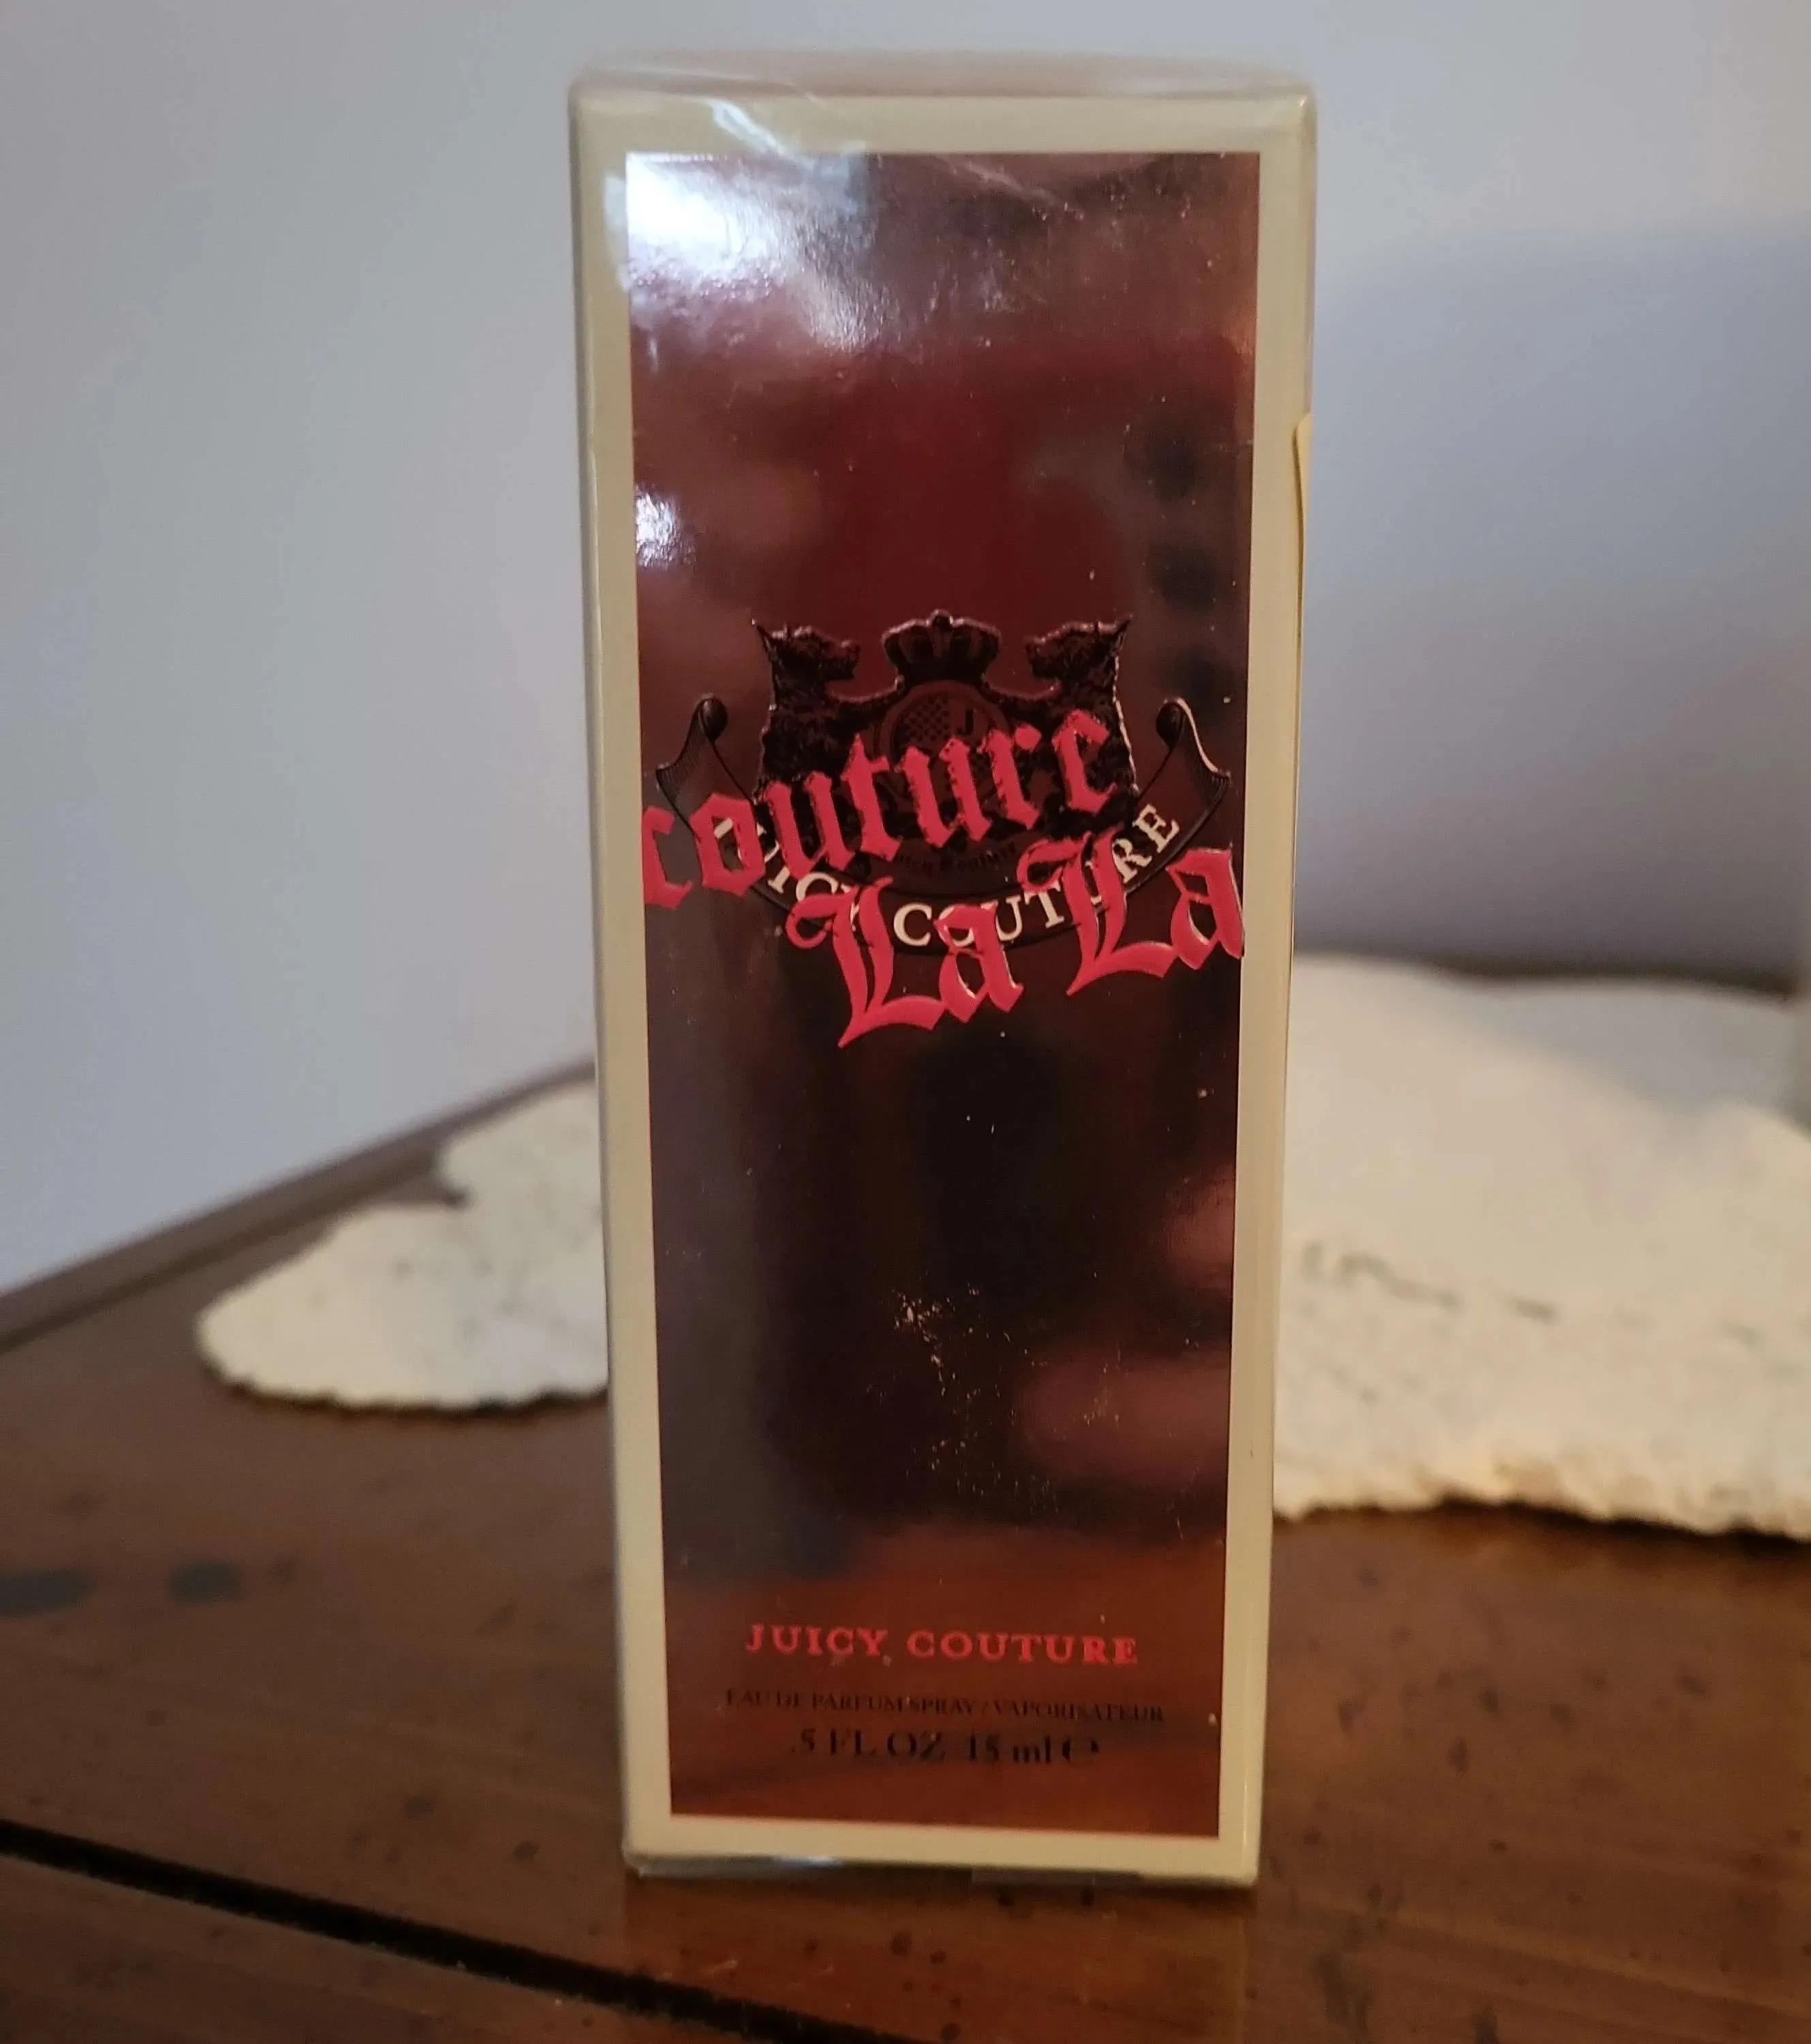 couture
La La
JUICY COUTURE
J
JUICY COUTURE
EAU DE PARFUM SPRAY / VAPORISATEUR
.5 FL OZ 15 ml ℮